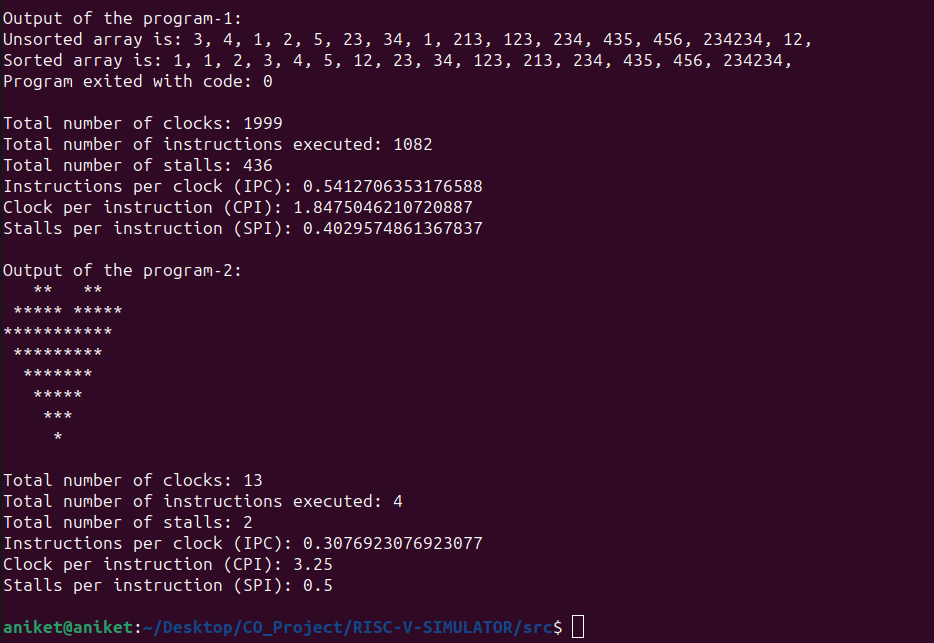 Output of the program-1:
Unsorted array is: 3, 4, 1, 2, 5, 23, 34, 1, 213, 123, 234, 435, 456, 234234, 12,
Sorted array is: 1, 1, 2, 3, 4, 5, 12, 23, 34, 123, 213, 234, 435, 456, 234234,
Program exited with code: 0

Total number of clocks: 1999
Total number of instructions executed: 1082
Total number of stalls: 436
Instructions per clock (IPC): 0.5412706353176588
Clock per instruction (CPI): 1.8475046210720887
Stalls per instruction (SPI): 0.4029574861367837

Output of the program-2:
   **   **
 ***** *****
***********
 *********
  *******
   *****
    ***
     *

Total number of clocks: 13
Total number of instructions executed: 4
Total number of stalls: 2
Instructions per clock (IPC): 0.3076923076923077
Clock per instruction (CPI): 3.25
Stalls per instruction (SPI): 0.5

aniket@aniket:~/Desktop/CO_Project/RISC-V-SIMULATOR/src$